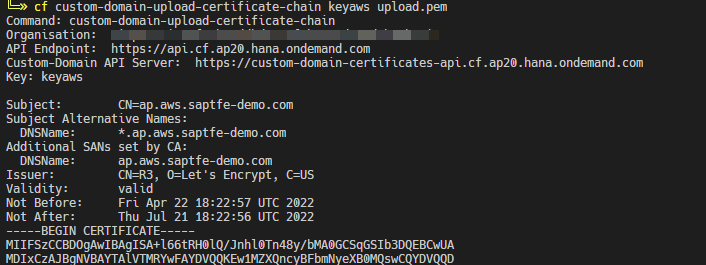 cf custom-domain-upload-certificate-chain keyaws upload.pem
Command: custom-domain-upload-certificate-chain
Organisation:
API Endpoint:  https://api.cf.ap20.hana.ondemand.com
Custom-Domain API Server:  https://custom-domain-certificates-api.cf.ap20.hana.ondemand.com
Key: keyaws
Subject:        CN=ap.aws.saptfe-demo.com
Subject Alternative Names:
  DNSName:      *.ap.aws.saptfe-demo.com
Additional SANs set by CA:
  DNSName:      ap.aws.saptfe-demo.com
Issuer:         CN=R3, O=Let's Encrypt, C=US
Validity:       valid
Not Before:     Fri Apr 22 18:22:57 UTC 2022
Not After:      Thu Jul 21 18:22:56 UTC 2022
-----BEGIN CERTIFICATE-----
MIIFSzCCBDOgAwIBAgISA+l66tRH0lQ/Jnhl0Tn48y/bMA0GCSqGSIb3DQEBCwUA
MDIxCzAJBgNVBAYTAlVTMRYwFAYDVQQKEw1MZXQncyBFbmNyeXB0MQswCQYDVQQD